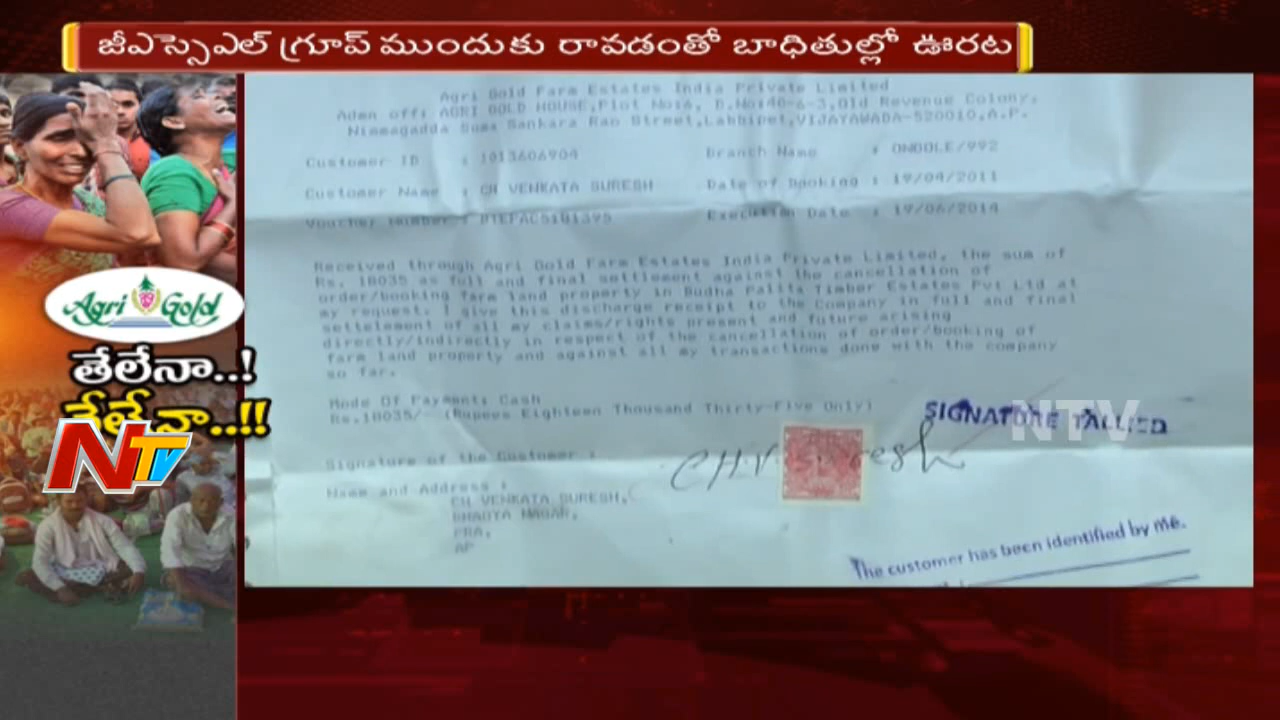 జీఎస్సెఎల్ గ్రూప్ ముందుకు రావడంతో బాధితుల్లో ఊరట
Agri Gold Farm Estates India Private Limited
Admn off: AGRI GOLD HOUSE,Plot No:6, D.No:40-6-3,Old Revenue Colony,
Nimmagadda Sankara Rao Street,Labbipet,VIJAYAWADA-520010,A.P.
Customer ID : 1013606904 Branch Name : ONGOLE/992
Customer Name : CH VENKATA SURESH Date of Booking : 19/04/2011
Voucher Number : Execution Date : 19/06/2014
Received through Agri Gold Farm Estates India Private Limited, the sum of
Rs. 18035 as full and final settlement against the cancellation of
order/booking farm land property in Budha Palita Timber Estates Pvt Ltd at
my request. I give this discharge receipt to the Company in full and final
settelement of all my claims/rights present and future arising
directly/indirectly in respect of the cancellation of order/booking of
farm land property and against all my transactions done with the company
so far.
Mode Of Payment: Cash
Rs.18035/- (Rupees Eighteen Thousand Thirty-Five Only)
SIGNATURE TALLIED
NTV
Signature of the Customer :
CH.V Suresh
Name and Address :
CH VENKATA SURESH,
BHAGYA NAGAR,
PRA,
AP
The customer has been identified by me.
Agri Gold
తేలేనా..!
తేలేనా..!!
NTV